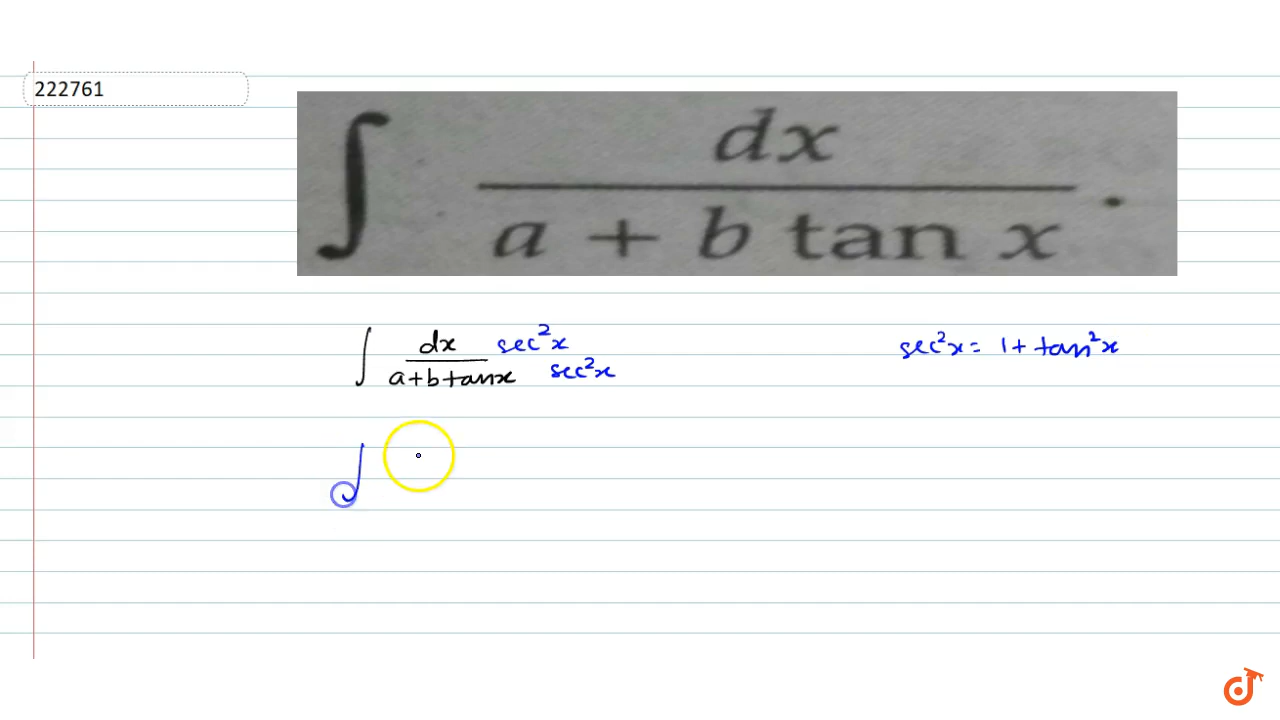 222761
∫ dx / (a + b tan x) .
∫ dx sec²x / (a+b tanx sec²x) sec²x = 1 + tan²x
∫